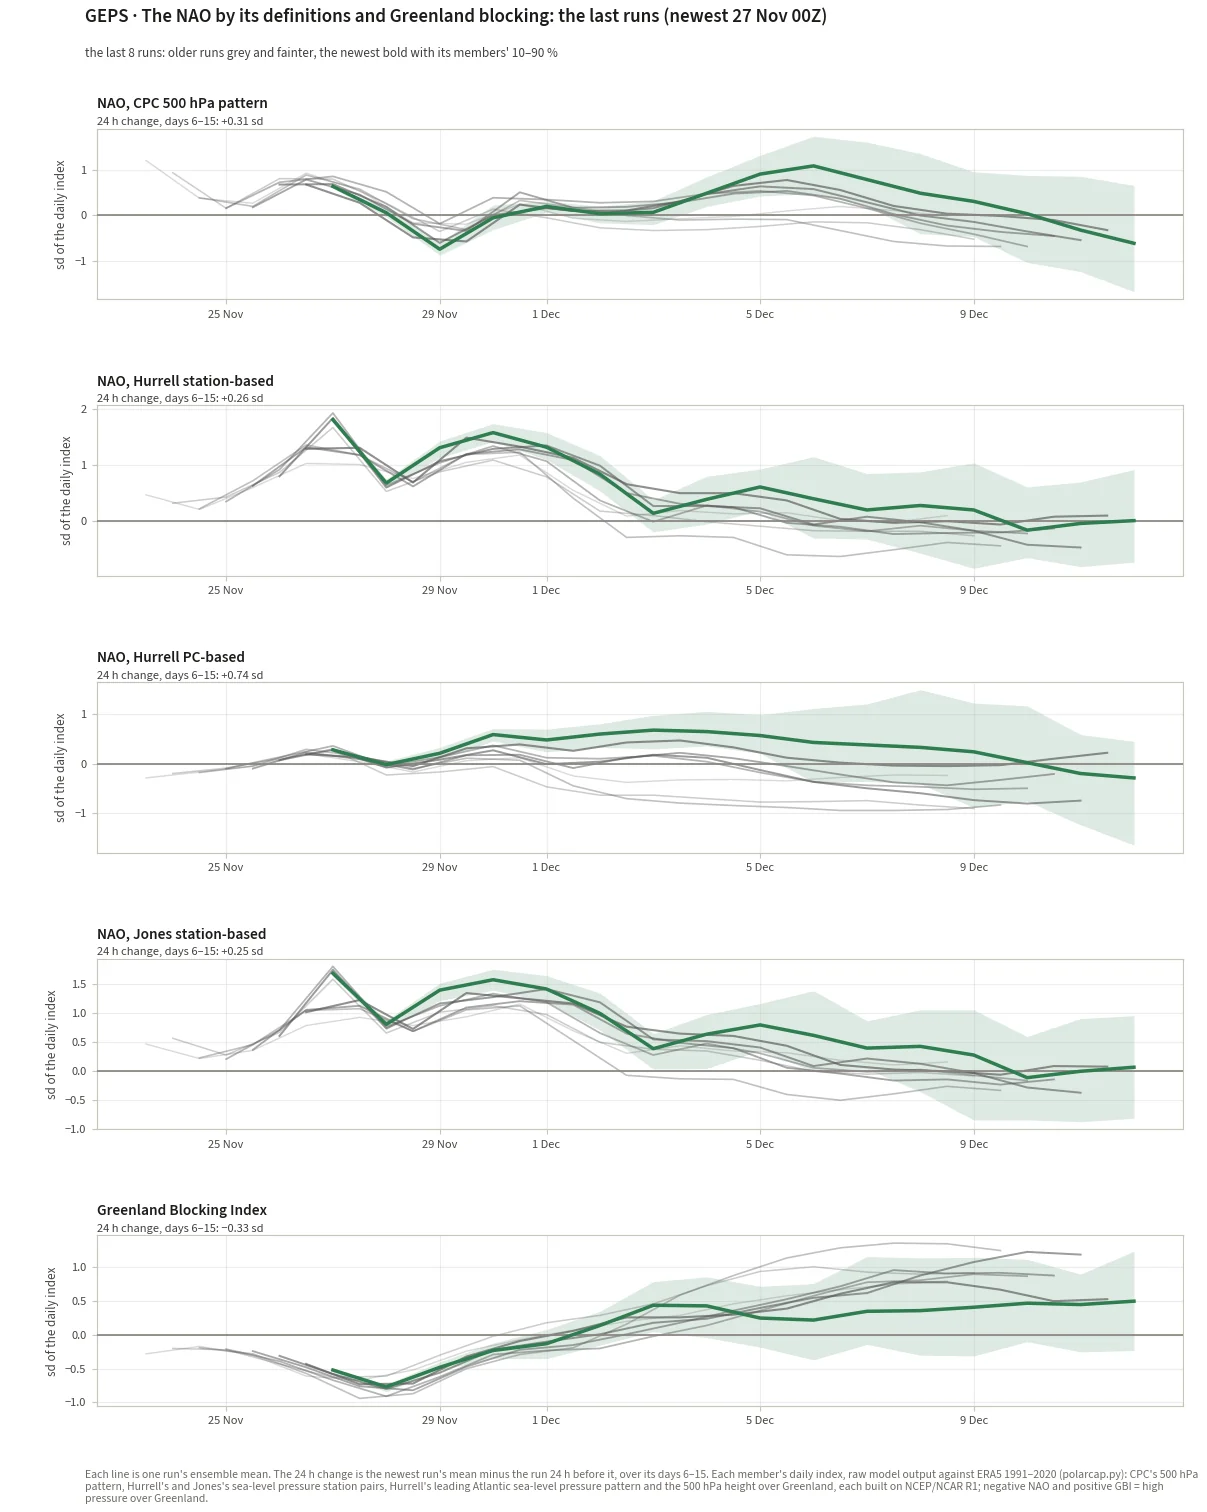 GEPS · The NAO by its definitions and Greenland blocking: the last runs (newest 27 Nov 00Z)
the last 8 runs: older runs grey and fainter, the newest bold with its members' 10–90 %
NAO, CPC 500 hPa pattern
24 h change, days 6–15: +0.31 sd
sd of the daily index
1
0
−1
25 Nov
29 Nov
1 Dec
5 Dec
9 Dec
NAO, Hurrell station-based
24 h change, days 6–15: +0.26 sd
sd of the daily index
2
1
0
25 Nov
29 Nov
1 Dec
5 Dec
9 Dec
NAO, Hurrell PC-based
24 h change, days 6–15: +0.74 sd
sd of the daily index
1
0
−1
25 Nov
29 Nov
1 Dec
5 Dec
9 Dec
NAO, Jones station-based
24 h change, days 6–15: +0.25 sd
sd of the daily index
1.5
1.0
0.5
0.0
−0.5
−1.0
25 Nov
29 Nov
1 Dec
5 Dec
9 Dec
Greenland Blocking Index
24 h change, days 6–15: −0.33 sd
sd of the daily index
1.0
0.5
0.0
−0.5
−1.0
25 Nov
29 Nov
1 Dec
5 Dec
9 Dec
Each line is one run's ensemble mean. The 24 h change is the newest run's mean minus the run 24 h before it, over its days 6–15. Each member's daily index, raw model output against ERA5 1991–2020 (polarcap.py): CPC's 500 hPa
pattern, Hurrell's and Jones's sea-level pressure station pairs, Hurrell's leading Atlantic sea-level pressure pattern and the 500 hPa height over Greenland, each built on NCEP/NCAR R1; negative NAO and positive GBI = high
pressure over Greenland.